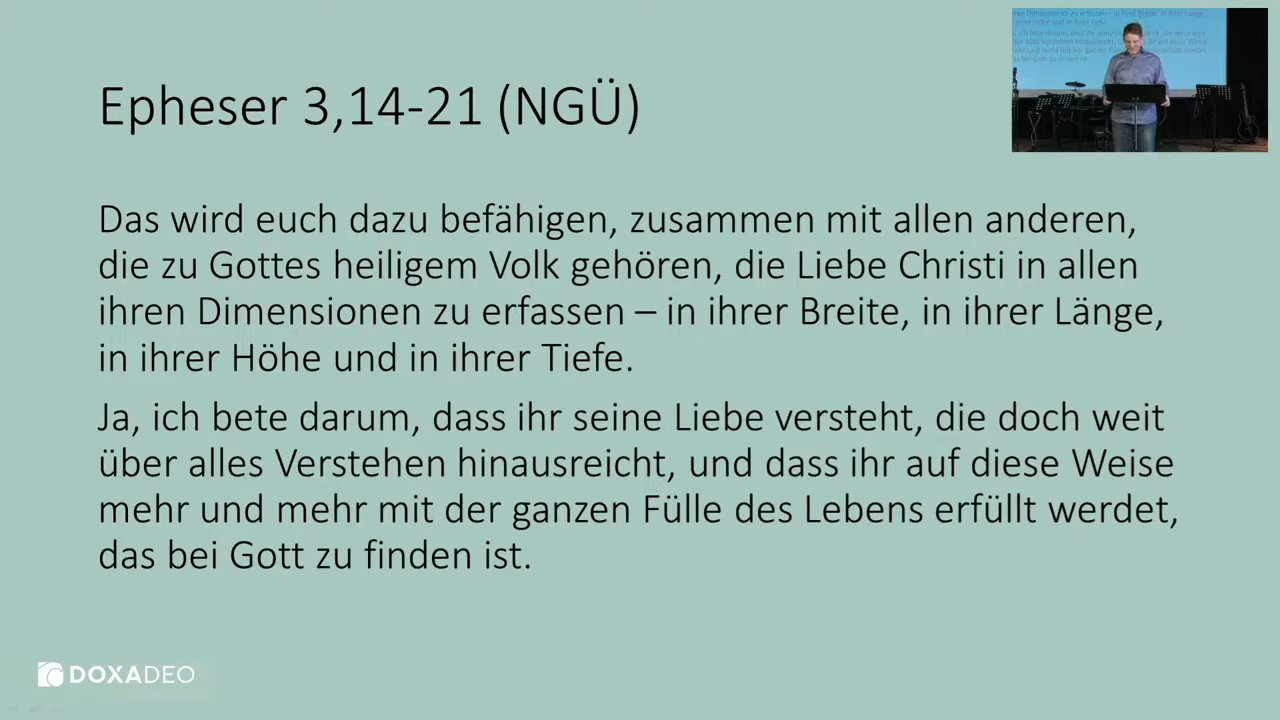 Epheser 3,14-21 (NGÜ)
Das wird euch dazu befähigen, zusammen mit allen anderen,
die zu Gottes heiligem Volk gehören, die Liebe Christi in allen
ihren Dimensionen zu erfassen – in ihrer Breite, in ihrer Länge,
in ihrer Höhe und in ihrer Tiefe.
Ja, ich bete darum, dass ihr seine Liebe versteht, die doch weit
über alles Verstehen hinausreicht, und dass ihr auf diese Weise
mehr und mehr mit der ganzen Fülle des Lebens erfüllt werdet,
das bei Gott zu finden ist.
DOXADEO